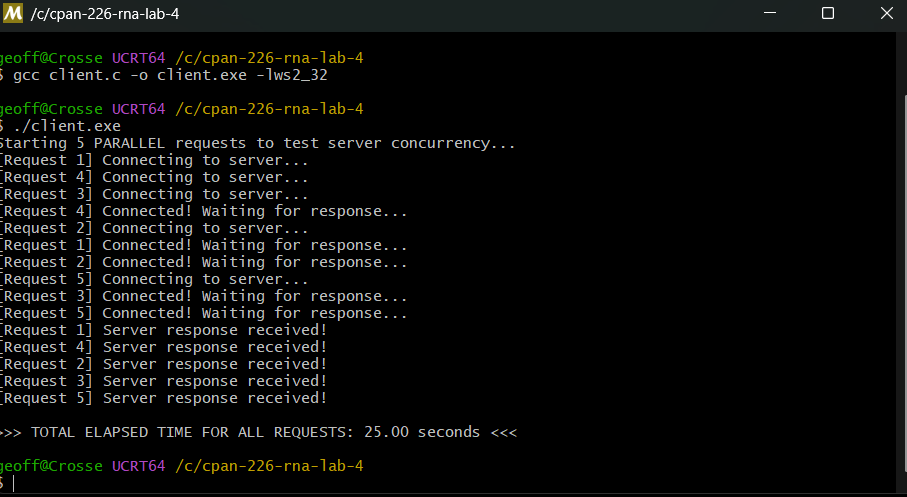 /c/cpan-226-rna-lab-4
geoff@Crosse UCRT64 /c/cpan-226-rna-lab-4
$ gcc client.c -o client.exe -lws2_32
geoff@Crosse UCRT64 /c/cpan-226-rna-lab-4
$ ./client.exe
Starting 5 PARALLEL requests to test server concurrency...
[Request 1] Connecting to server...
[Request 4] Connecting to server...
[Request 3] Connecting to server...
[Request 4] Connected! Waiting for response...
[Request 2] Connecting to server...
[Request 1] Connected! Waiting for response...
[Request 2] Connected! Waiting for response...
[Request 5] Connecting to server...
[Request 3] Connected! Waiting for response...
[Request 5] Connected! Waiting for response...
[Request 1] Server response received!
[Request 4] Server response received!
[Request 2] Server response received!
[Request 3] Server response received!
[Request 5] Server response received!
>>> TOTAL ELAPSED TIME FOR ALL REQUESTS: 25.00 seconds <<<
geoff@Crosse UCRT64 /c/cpan-226-rna-lab-4
$